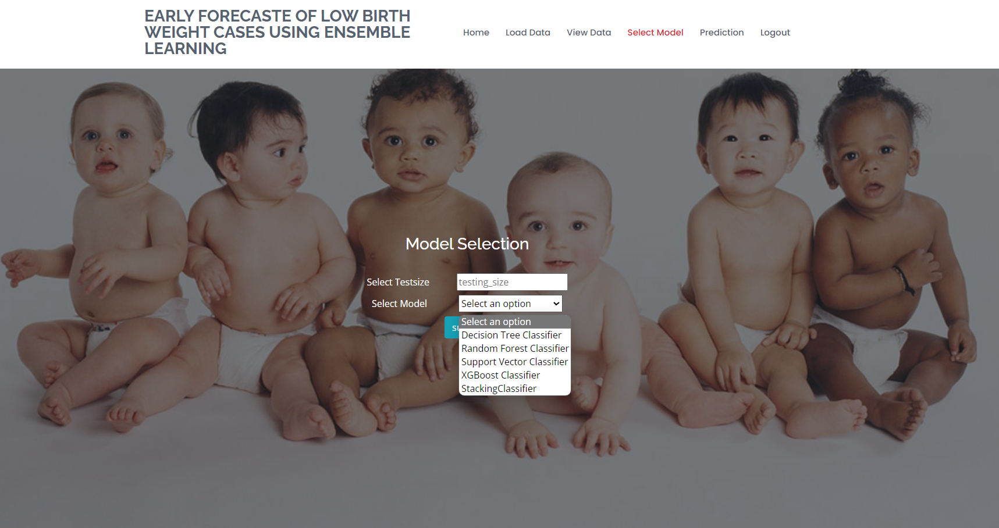 EARLY FORECASTE OF LOW BIRTH
WEIGHT CASES USING ENSEMBLE
LEARNING
Home Load Data View Data Select Model Prediction Logout
Model Selection
Select Testsize testing_size
Select Model Select an option
Select an option
Decision Tree Classifier
Random Forest Classifier
Support Vector Classifier
XGBoost Classifier
StackingClassifier